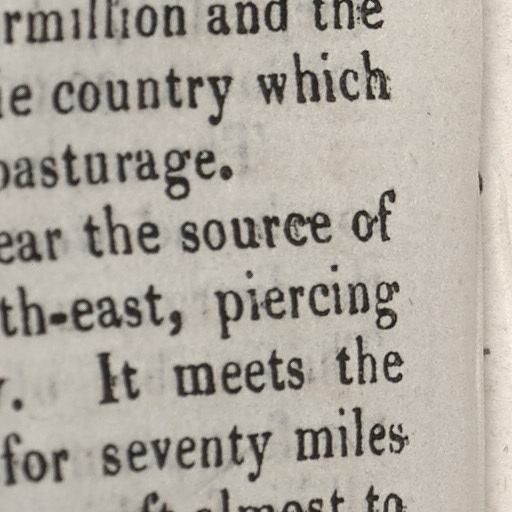 rmillion and the
e country which
pasturage.
ear the source of
th-east, piercing
. It meets the
for seventy miles
almost to